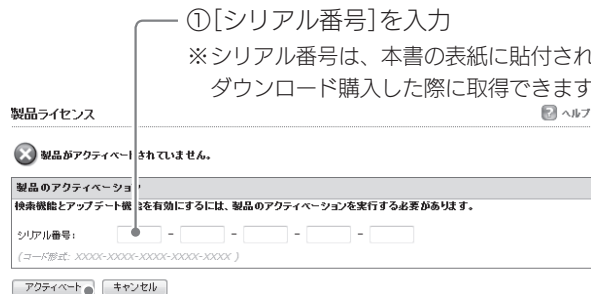 ①[シリアル番号]を入力
※シリアル番号は、本書の表紙に貼付され
ダウンロード購入した際に取得できます
製品ライセンス
ヘルプ
製品がアクティベートされていません。
製品のアクティベーション
検索機能とアップデート機能を有効にするには、製品のアクティベーションを実行する必要があります。
シリアル番号: - - - -
(コード形式: XXXX-XXXX-XXXX-XXXX-XXXX )
アクティベート キャンセル